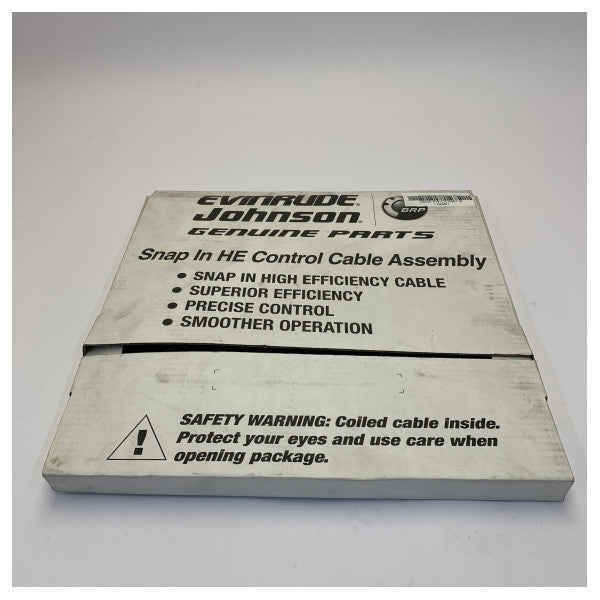 EVINRUDE
Johnson
GENUINE PARTS
BRP
Snap In HE Control Cable Assembly
• SNAP IN HIGH EFFICIENCY CABLE
• SUPERIOR EFFICIENCY
• PRECISE CONTROL
• SMOOTHER OPERATION
SAFETY WARNING: Coiled cable inside.
Protect your eyes and use care when
opening package.
!